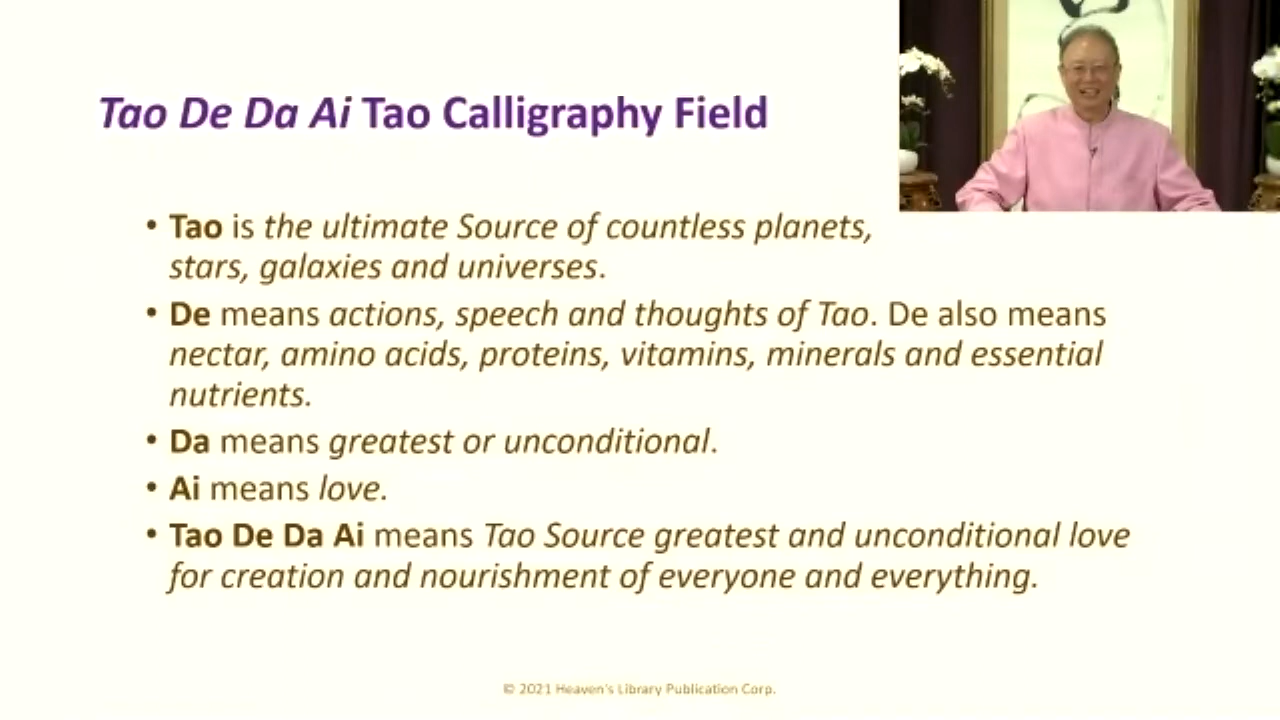 Tao De Da Ai Tao Calligraphy Field
• Tao is the ultimate Source of countless planets,
stars, galaxies and universes.
• De means actions, speech and thoughts of Tao. De also means
nectar, amino acids, proteins, vitamins, minerals and essential
nutrients.
• Da means greatest or unconditional.
• Ai means love.
• Tao De Da Ai means Tao Source greatest and unconditional love
for creation and nourishment of everyone and everything.
© 2021 Heaven's Library Publication Corp.